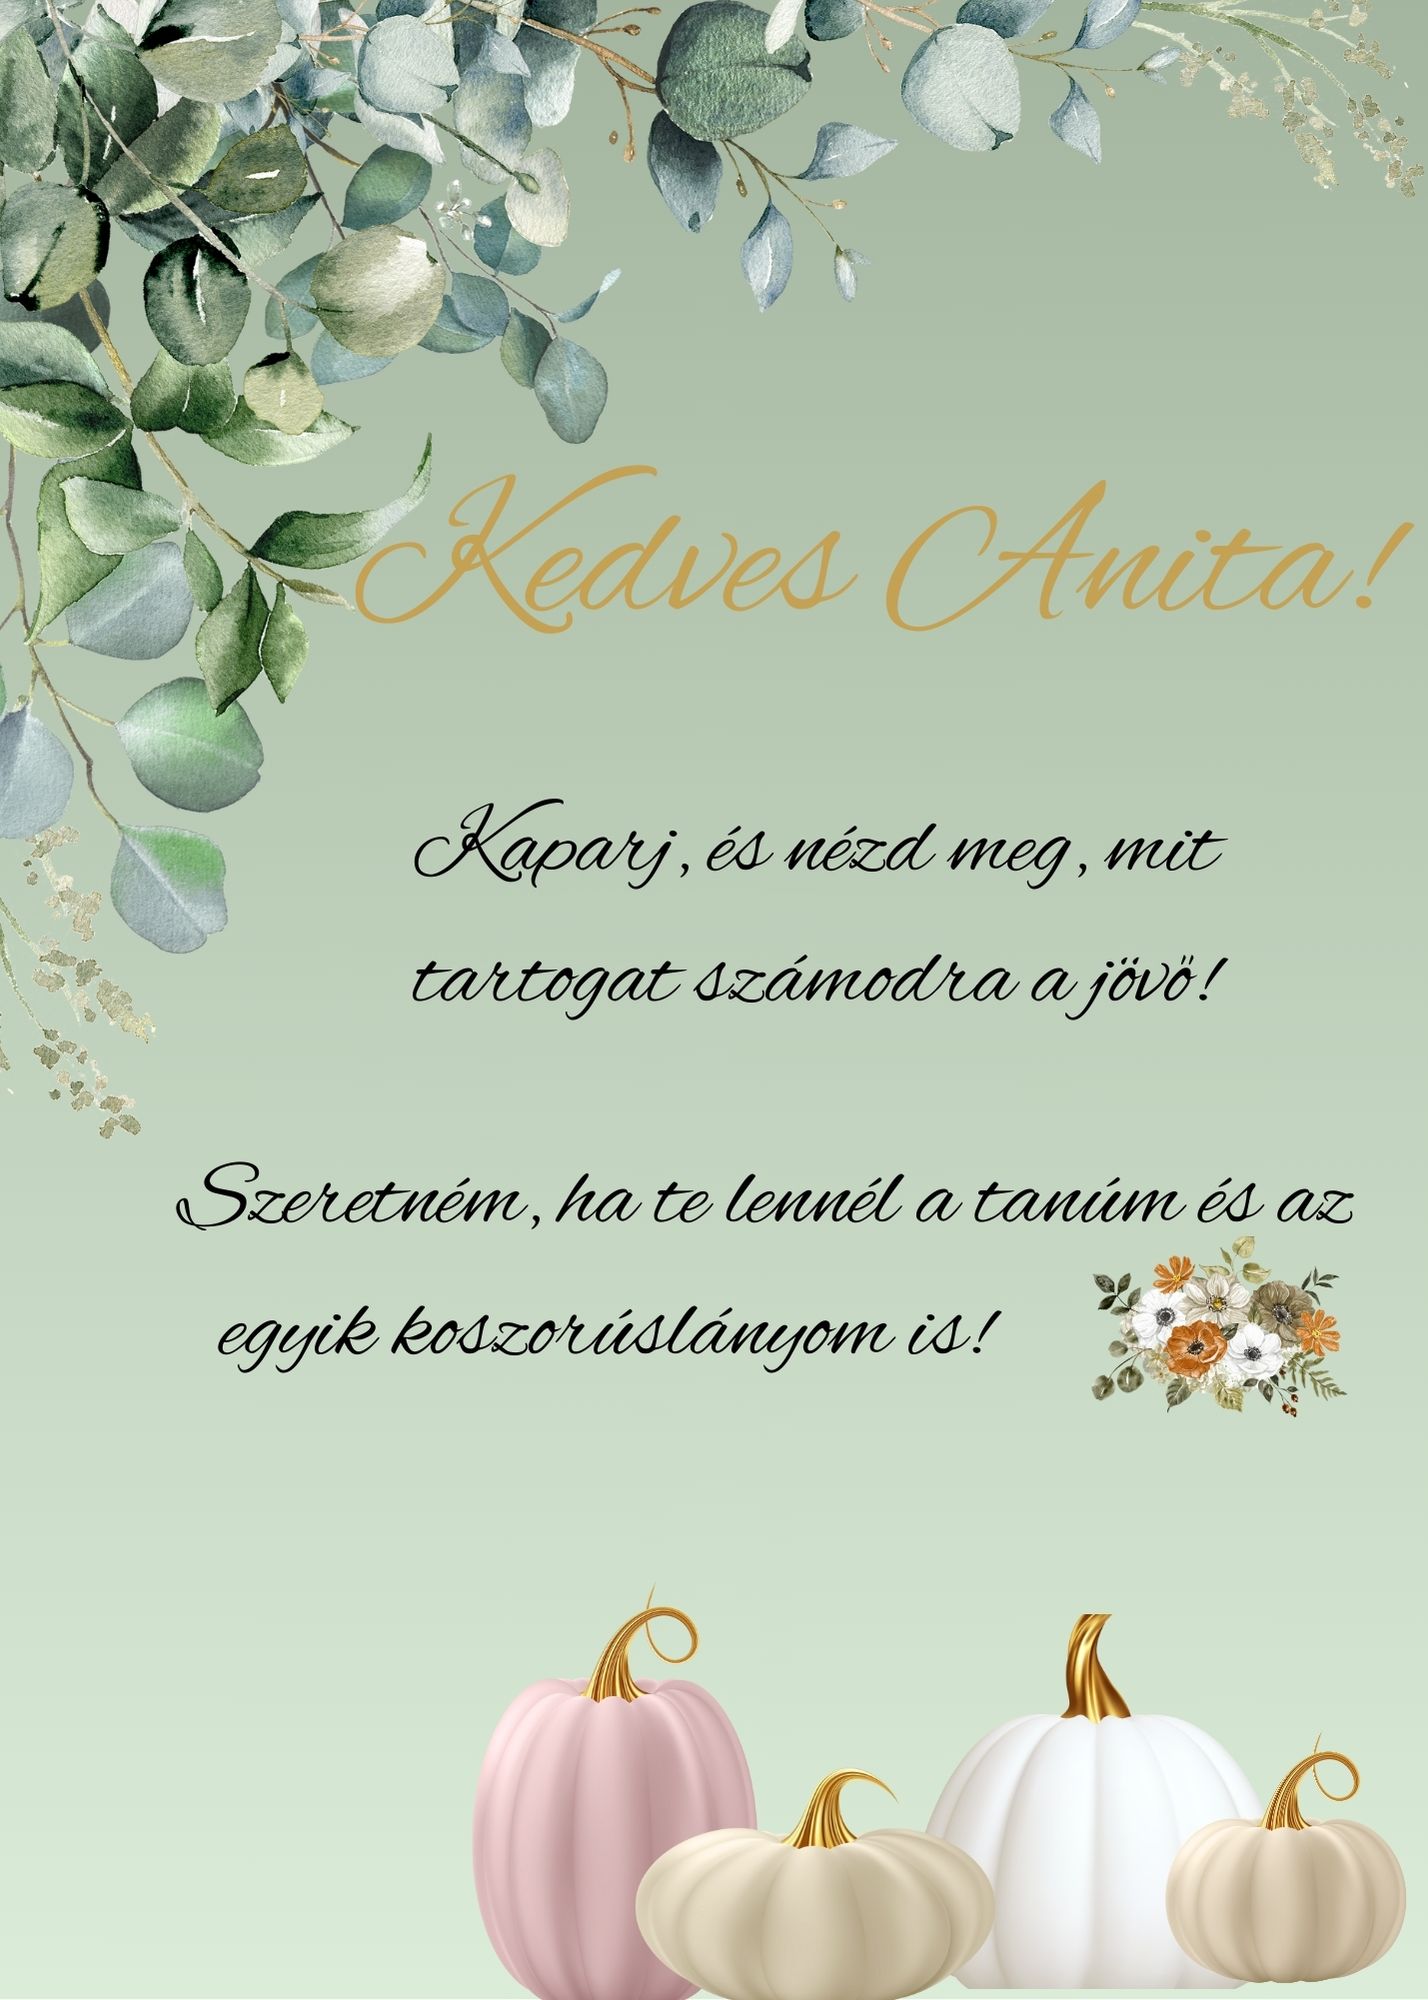 Kedves Anita!
Kaparj, és nézd meg, mit
tartogat számodra a jövő!
Szeretném, ha te lennél a tanúm és az
egyik koszorúslányom is!